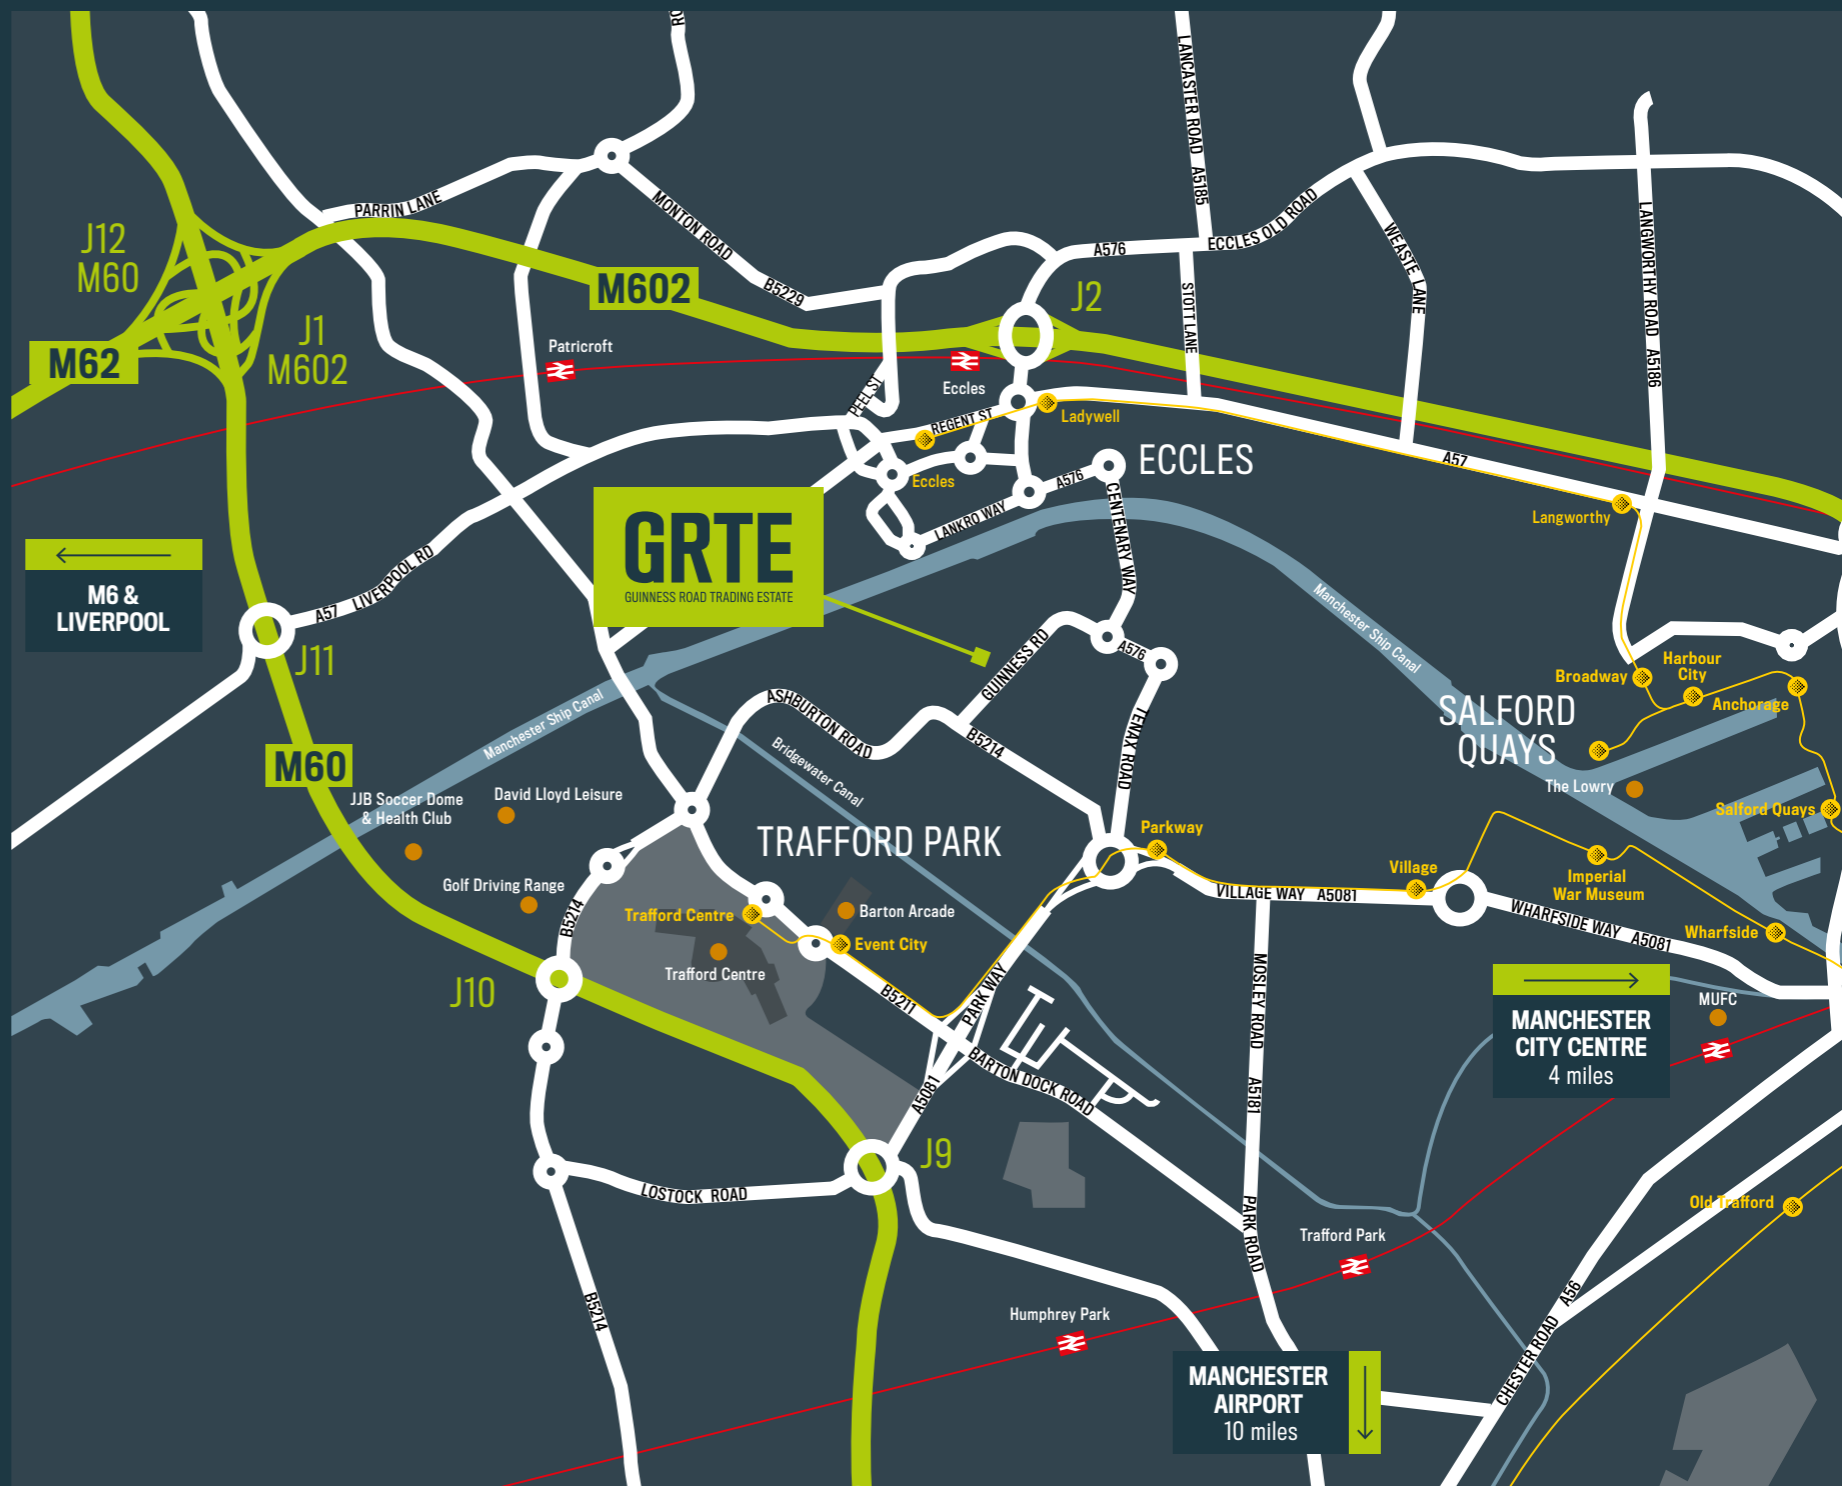 RO
LANCASTER ROAD A5185
PARRIN LANE
MONTON ROAD
B5229
J12
M60
M602
A576
ECCLES OLD ROAD
STOTT LANE
WEASTE LANE
LANGWORTHY ROAD A5186
J2
J1
M602
M62
Patricroft
Eccles
PEEL ST
REGENT ST
Ladywell
Eccles
A576
ECCLES
A57
LANKRO WAY
CENTENARY WAY
Langworthy
GRTE
GUINNESS ROAD TRADING ESTATE
M6 &
LIVERPOOL
A57 LIVERPOOL RD
J11
Manchester Ship Canal
Manchester Ship Canal
GUINNESS RD
A576
TENAX ROAD
ASHBURTON ROAD
B5214
Bridgewater Canal
Broadway
Harbour
City
Anchorage
SALFORD
QUAYS
The Lowry
Salford Quays
M60
JJB Soccer Dome
& Health Club
David Lloyd Leisure
Golf Driving Range
TRAFFORD PARK
Parkway
Village
Imperial
War Museum
VILLAGE WAY A5081
WHARFSIDE WAY A5081
Wharfside
B5214
Trafford Centre
Barton Arcade
Event City
Trafford Centre
J10
B5211
PARK WAY
MOSLEY ROAD A5181
MUFC
MANCHESTER
CITY CENTRE
4 miles
BARTON DOCK ROAD
A5081
J9
LOSTOCK ROAD
PARK ROAD
Trafford Park
Old Trafford
Humphrey Park
B5214
A56
CHESTER ROAD
MANCHESTER
AIRPORT
10 miles